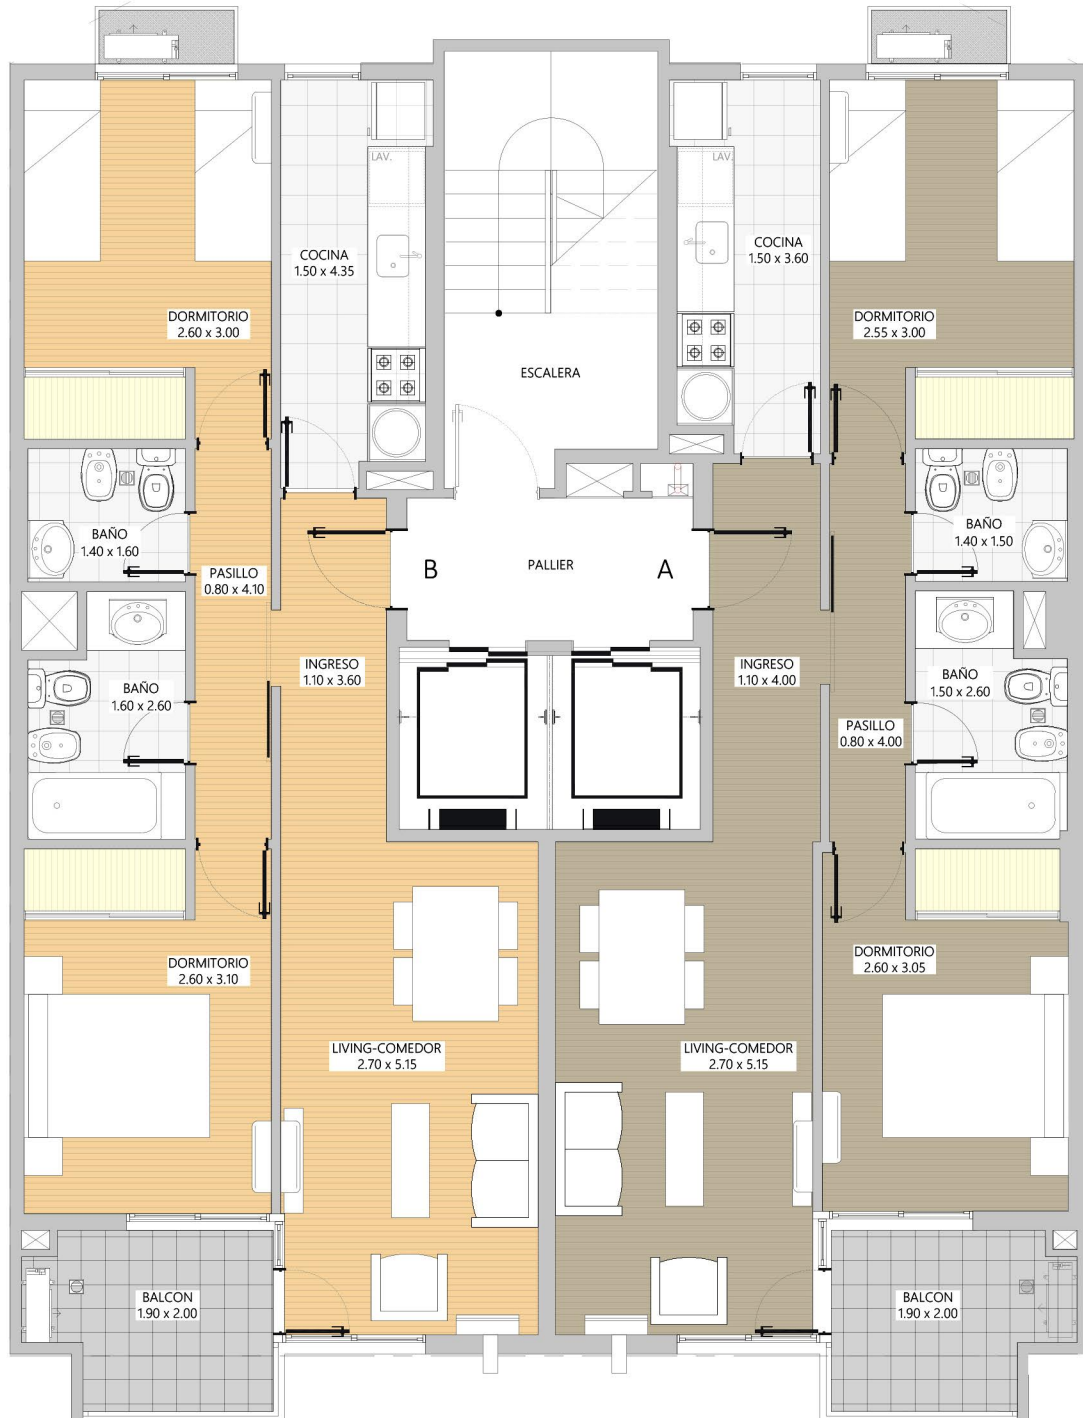 LAV.
LAV.
COCINA
1.50 x 4.35
COCINA
1.50 x 3.60
DORMITORIO
2.60 x 3.00
DORMITORIO
2.55 x 3.00
ESCALERA
BAÑO
1.40 x 1.60
BAÑO
1.40 x 1.50
PASILLO
0.80 x 4.10
B
PALLIER
A
INGRESO
1.10 x 3.60
INGRESO
1.10 x 4.00
BAÑO
1.60 x 2.60
BAÑO
1.50 x 2.60
PASILLO
0.80 x 4.00
DORMITORIO
2.60 x 3.10
DORMITORIO
2.60 x 3.05
LIVING-COMEDOR
2.70 x 5.15
LIVING-COMEDOR
2.70 x 5.15
BALCON
1.90 x 2.00
BALCON
1.90 x 2.00